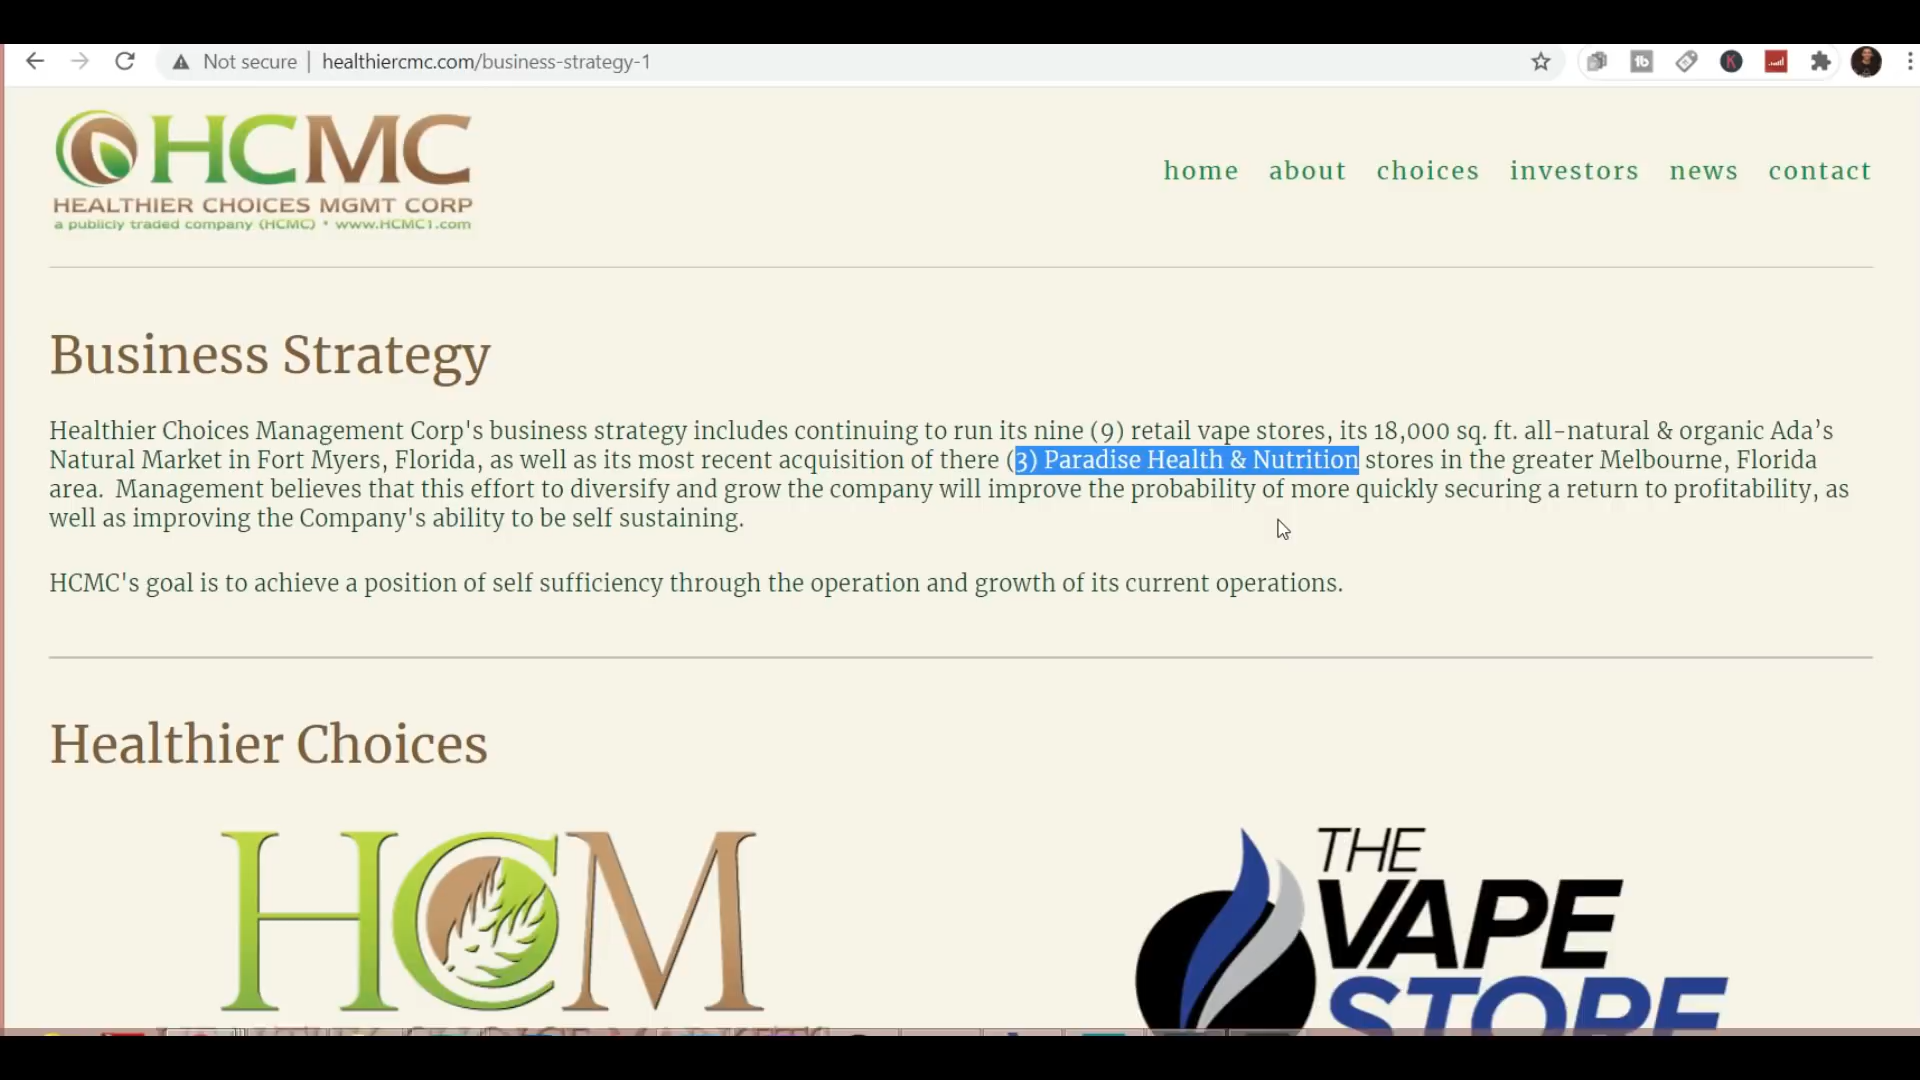 Not secure | healthiercmc.com/business-strategy-1
HCMC
HEALTHIER CHOICES MGMT CORP
a publicly traded company (HCMC) * www.HCMC1.com
home about choices investors news contact
Business Strategy
Healthier Choices Management Corp's business strategy includes continuing to run its nine (9) retail vape stores, its 18,000 sq. ft. all-natural & organic Ada’s
Natural Market in Fort Myers, Florida, as well as its most recent acquisition of there (3) Paradise Health & Nutrition stores in the greater Melbourne, Florida
area.  Management believes that this effort to diversify and grow the company will improve the probability of more quickly securing a return to profitability, as
well as improving the Company's ability to be self sustaining.
HCMC's goal is to achieve a position of self sufficiency through the operation and growth of its current operations.
Healthier Choices
HCM
THE
VAPE
STORE